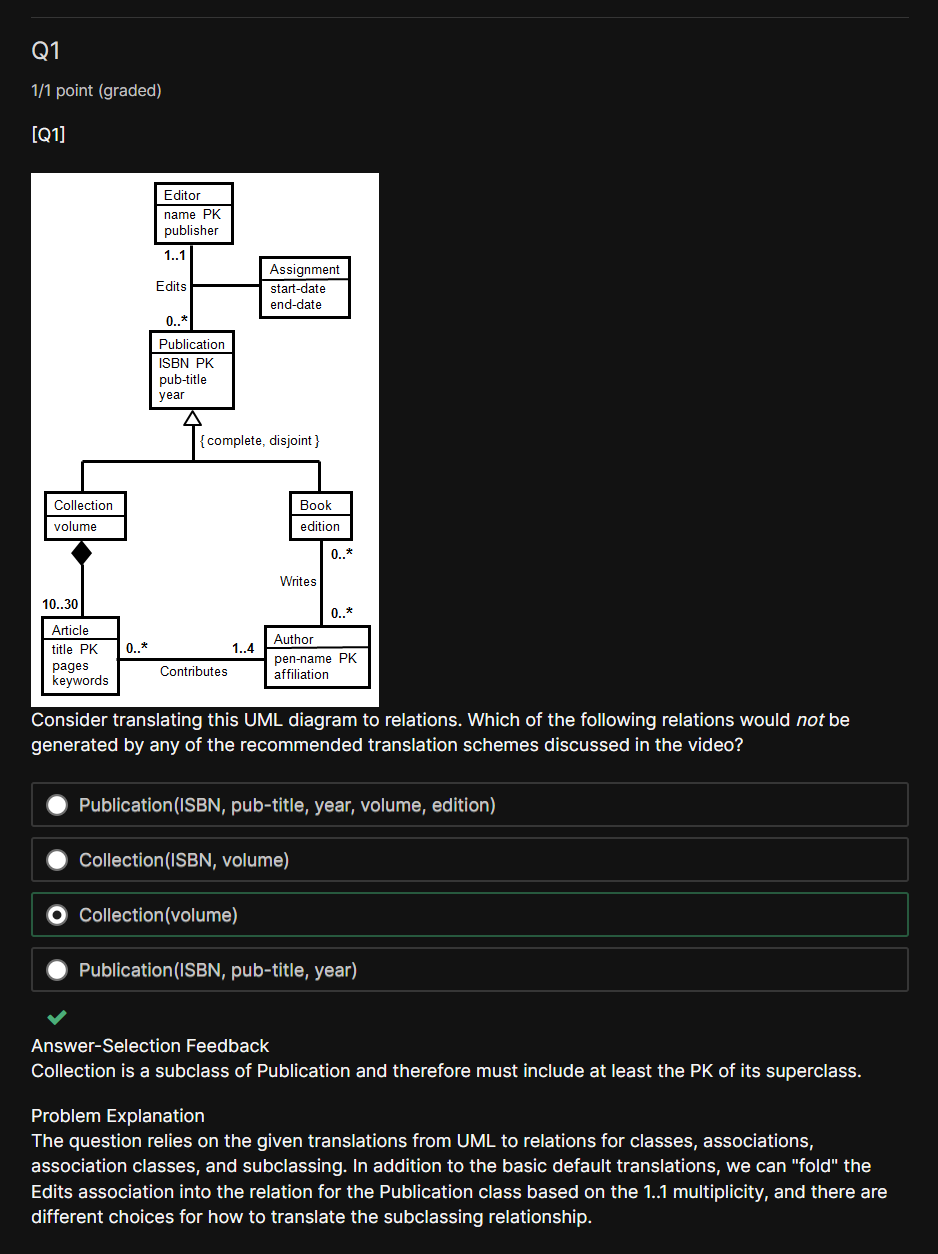 Q1
1/1 point (graded)
[Q1]
Editor
name PK
publisher
1..1
Edits
Assignment
start-date
end-date
0..*
Publication
ISBN PK
pub-title
year
{ complete, disjoint }
Collection
volume
Book
edition
0..*
Writes
10..30
0..*
Article
title PK
pages
keywords
0..*
1..4
Contributes
Author
pen-name PK
affiliation
Consider translating this UML diagram to relations. Which of the following relations would not be
generated by any of the recommended translation schemes discussed in the video?
Publication(ISBN, pub-title, year, volume, edition)
Collection(ISBN, volume)
Collection(volume)
Publication(ISBN, pub-title, year)
Answer-Selection Feedback
Collection is a subclass of Publication and therefore must include at least the PK of its superclass.
Problem Explanation
The question relies on the given translations from UML to relations for classes, associations,
association classes, and subclassing. In addition to the basic default translations, we can "fold" the
Edits association into the relation for the Publication class based on the 1..1 multiplicity, and there are
different choices for how to translate the subclassing relationship.